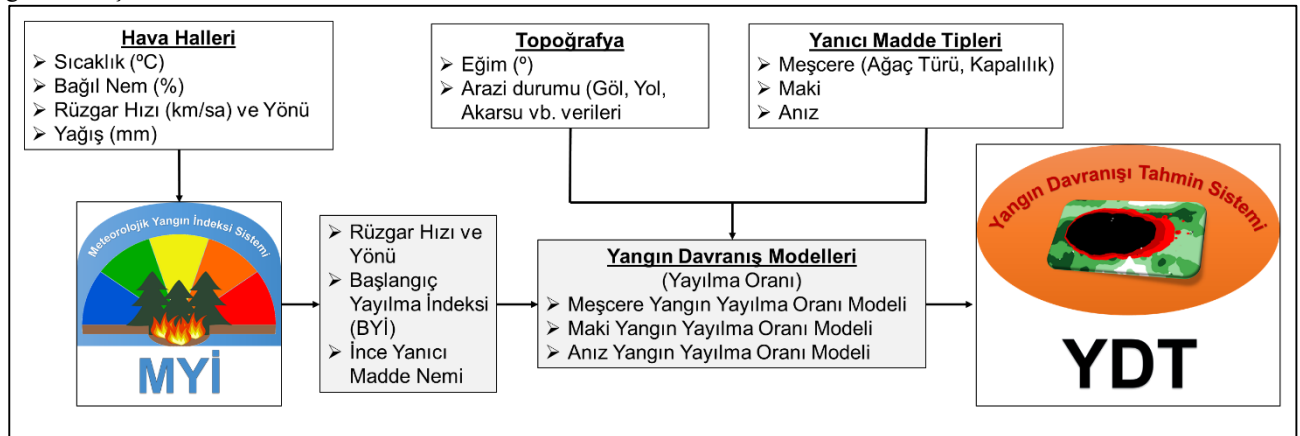 Hava Halleri
➢ Sıcaklık (ºC)
➢ Bağıl Nem (%)
➢ Rüzgar Hızı (km/sa) ve Yönü
➢ Yağış (mm)
Topoğrafya
➢ Eğim (º)
➢ Arazi durumu (Göl, Yol,
Akarsu vb. verileri
Yanıcı Madde Tipleri
➢ Meşcere (Ağaç Türü, Kapalılık)
➢ Maki
➢ Anız
Meteorolojik Yangın İndeksi Sistemi
MYİ
➢ Rüzgar Hızı ve
Yönü
➢ Başlangıç
Yayılma İndeksi
(BYİ)
➢ İnce Yanıcı
Madde Nemi
Yangın Davranış Modelleri
(Yayılma Oranı)
➢ Meşcere Yangın Yayılma Oranı Modeli
➢ Maki Yangın Yayılma Oranı Modeli
➢ Anız Yangın Yayılma Oranı Modeli
Yangın Davranışı Tahmin Sistemi
YDT